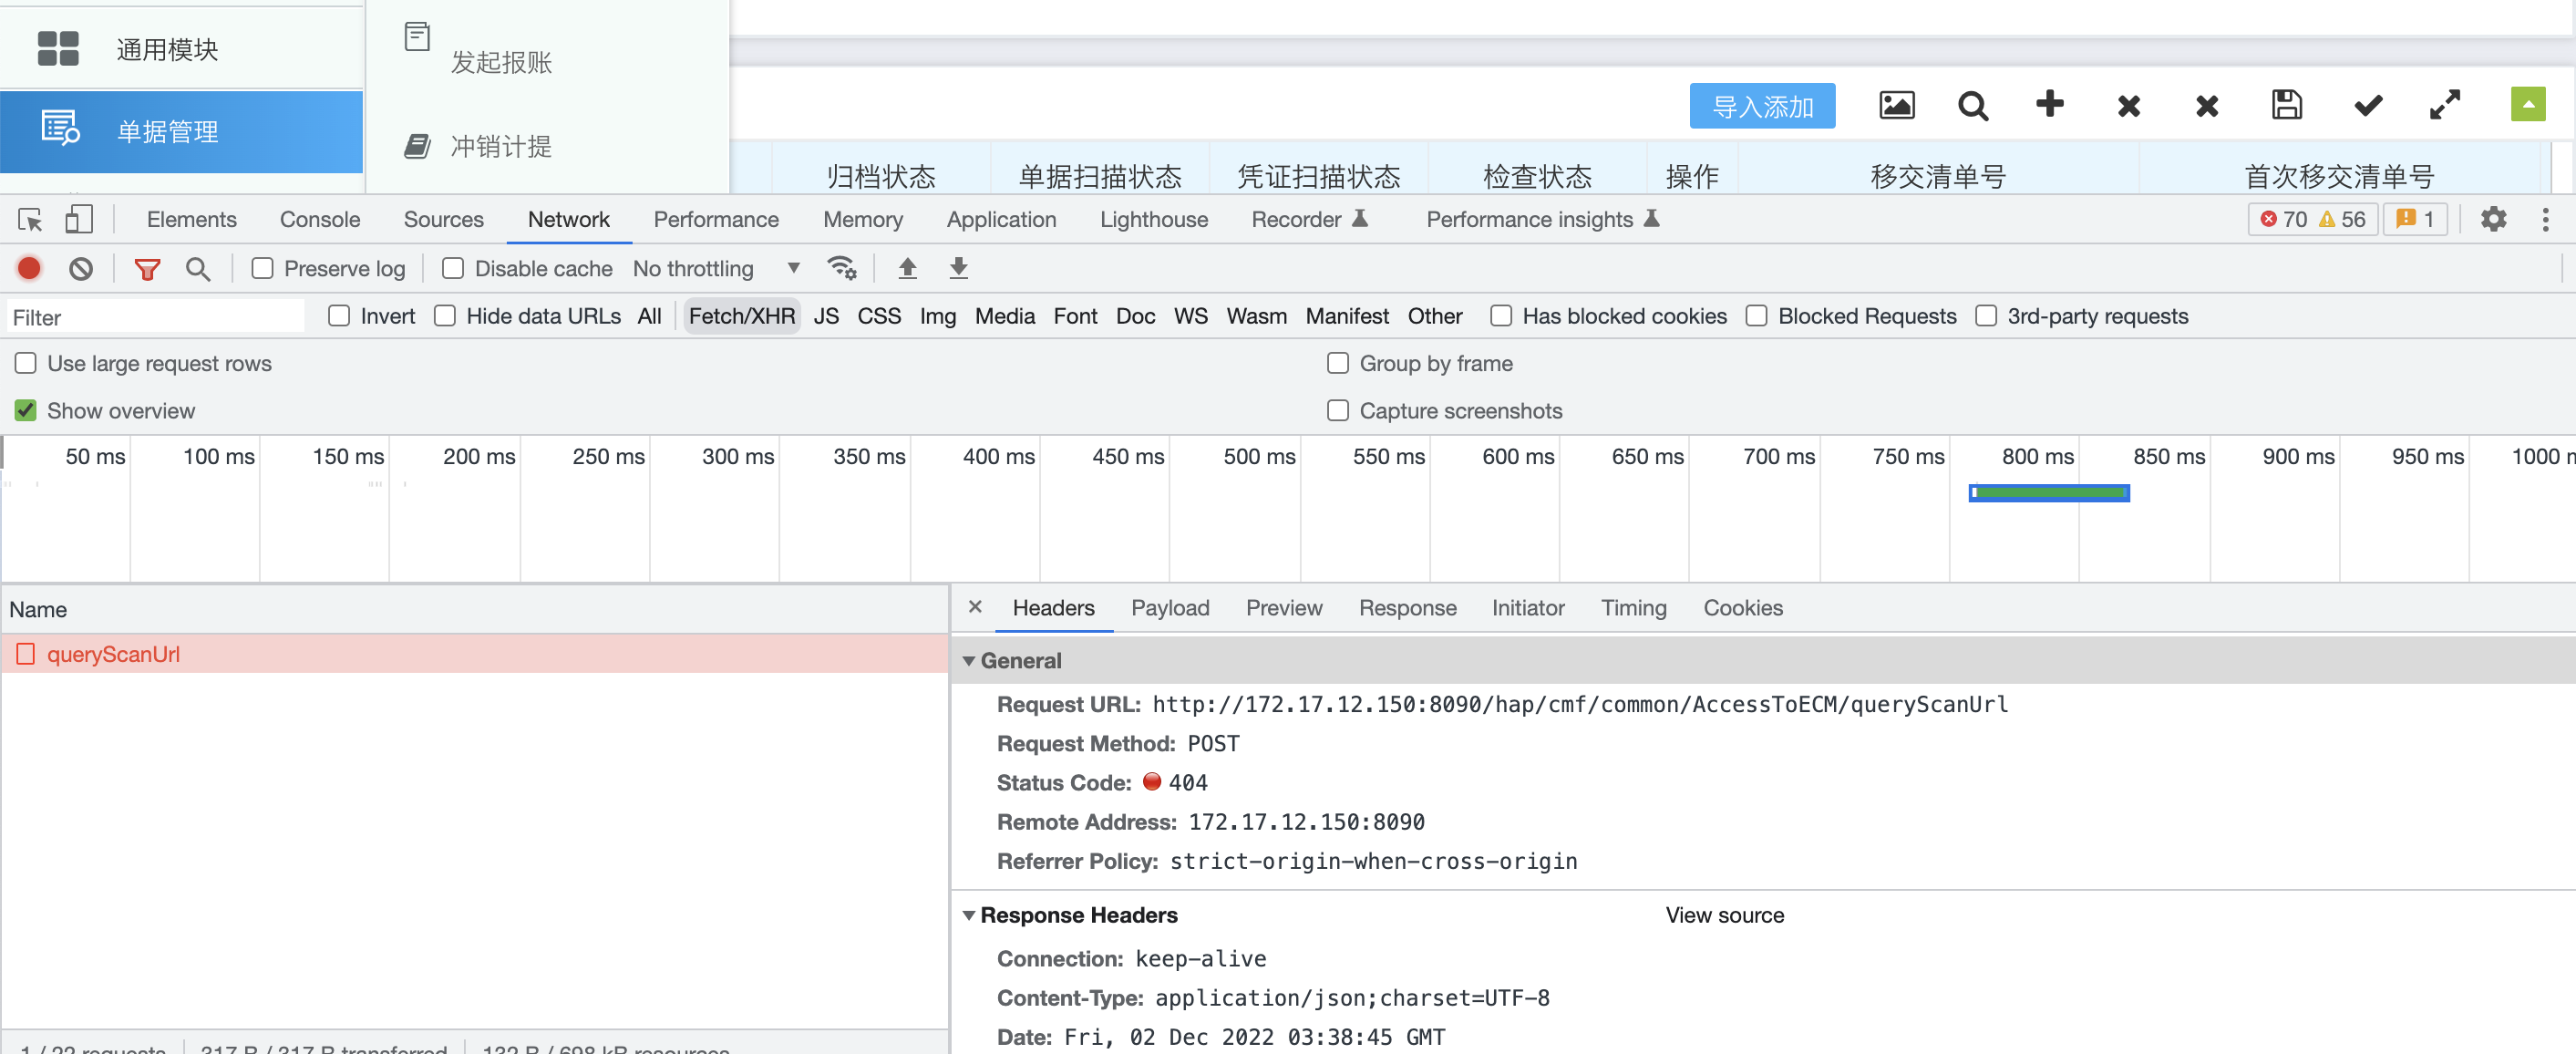 通用模块
发起报账
单据管理
冲销计提
导入添加
归档状态 单据扫描状态 凭证扫描状态 检查状态 操作 移交清单号 首次移交清单号
Elements Console Sources Network Performance Memory Application Lighthouse Recorder Performance insights 70 56 1
Preserve log Disable cache No throttling
Filter Invert Hide data URLs All Fetch/XHR JS CSS Img Media Font Doc WS Wasm Manifest Other Has blocked cookies Blocked Requests 3rd-party requests
Use large request rows Group by frame
Show overview Capture screenshots
50 ms 100 ms 150 ms 200 ms 250 ms 300 ms 350 ms 400 ms 450 ms 500 ms 550 ms 600 ms 650 ms 700 ms 750 ms 800 ms 850 ms 900 ms 950 ms 1000 m
Name
queryScanUrl
Headers Payload Preview Response Initiator Timing Cookies
General
Request URL: http://172.17.12.150:8090/hap/cmf/common/AccessToECM/queryScanUrl
Request Method: POST
Status Code: 404
Remote Address: 172.17.12.150:8090
Referrer Policy: strict-origin-when-cross-origin
Response Headers View source
Connection: keep-alive
Content-Type: application/json;charset=UTF-8
Date: Fri, 02 Dec 2022 03:38:45 GMT
1 / 22 requests 317 B / 317 B transferred 132 B / 698 kB resources